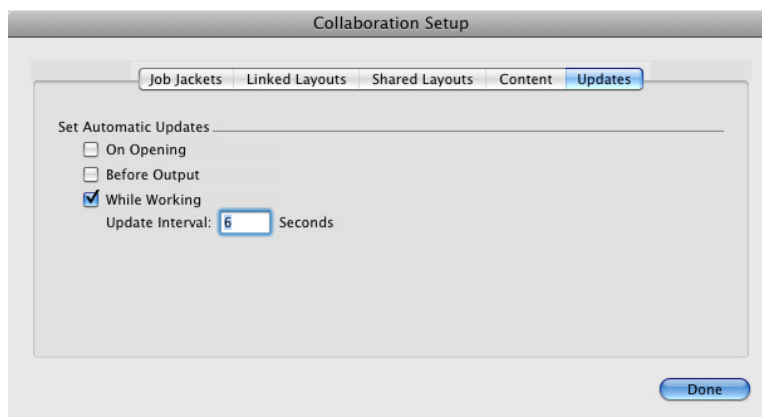 Collaboration Setup
Job Jackets Linked Layouts Shared Layouts Content Updates
Set Automatic Updates
On Opening
Before Output
While Working
Update Interval: 6 Seconds
Done